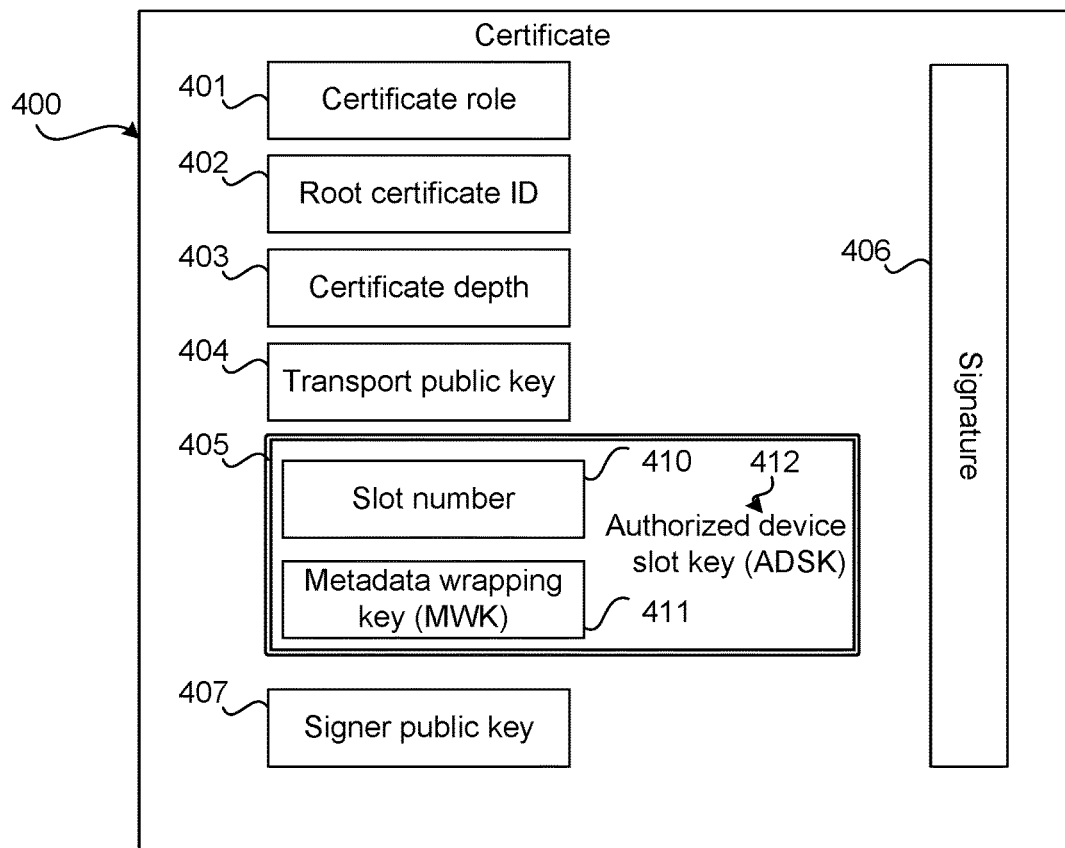 Certificate
401
Certificate role
400
402
Root certificate ID
403
Certificate depth
406
404
Transport public key
Signature
405
410
412
Slot number
Authorized device
slot key (ADSK)
Metadata wrapping
key (MWK)
411
407
Signer public key